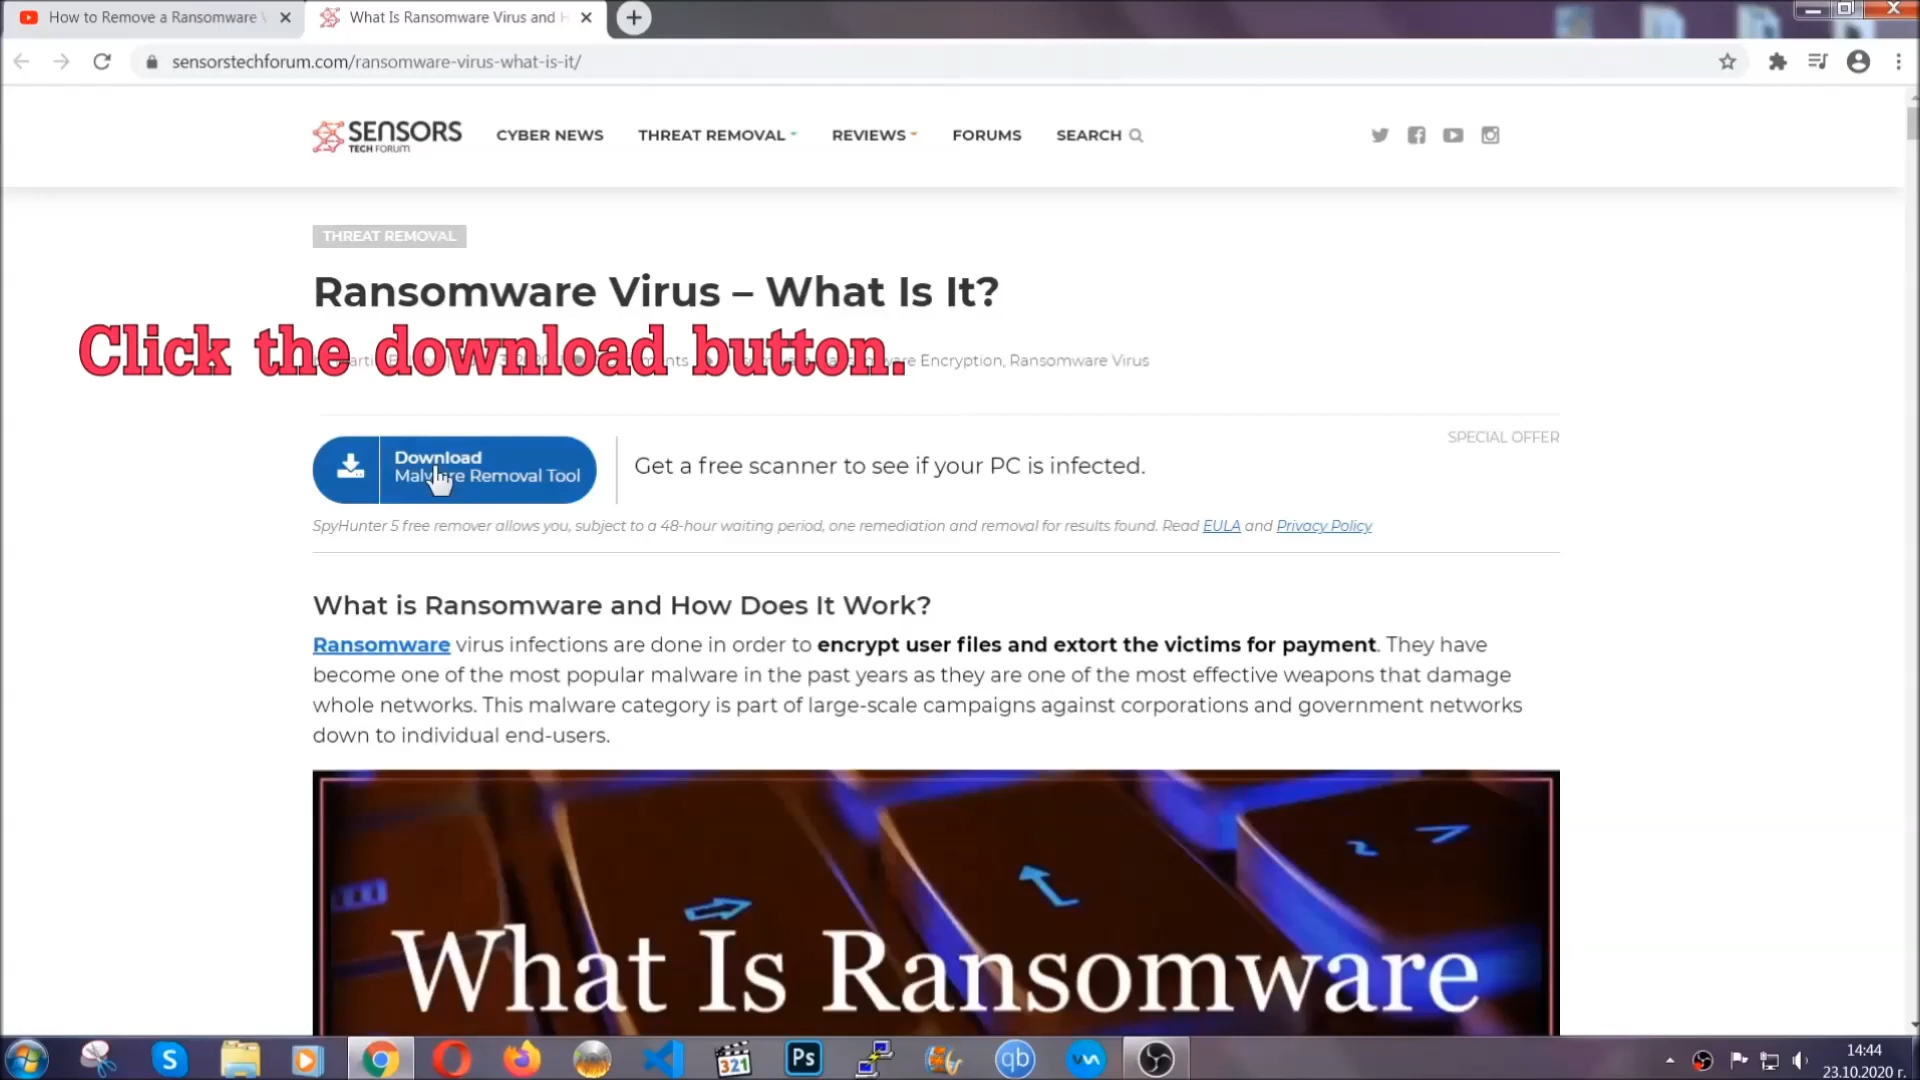 How to Remove a Ransomware
What Is Ransomware Virus and
sensorstechforum.com/ransomware-virus-what-is-it/
SENSORS
TECH FORUM
CYBER NEWS THREAT REMOVAL REVIEWS FORUMS SEARCH
THREAT REMOVAL
Ransomware Virus – What Is It?
Click the download button.
Encryption, Ransomware Virus
SPECIAL OFFER
Download
Malware Removal Tool
Get a free scanner to see if your PC is infected.
SpyHunter 5 free remover allows you, subject to a 48-hour waiting period, one remediation and removal for results found. Read EULA and Privacy Policy
What is Ransomware and How Does It Work?
Ransomware virus infections are done in order to encrypt user files and extort the victims for payment. They have
become one of the most popular malware in the past years as they are one of the most effective weapons that damage
whole networks. This malware category is part of large-scale campaigns against corporations and government networks
down to individual end-users.
What Is Ransomware
S
321
Ps
qb
14:44
23.10.2020 г.